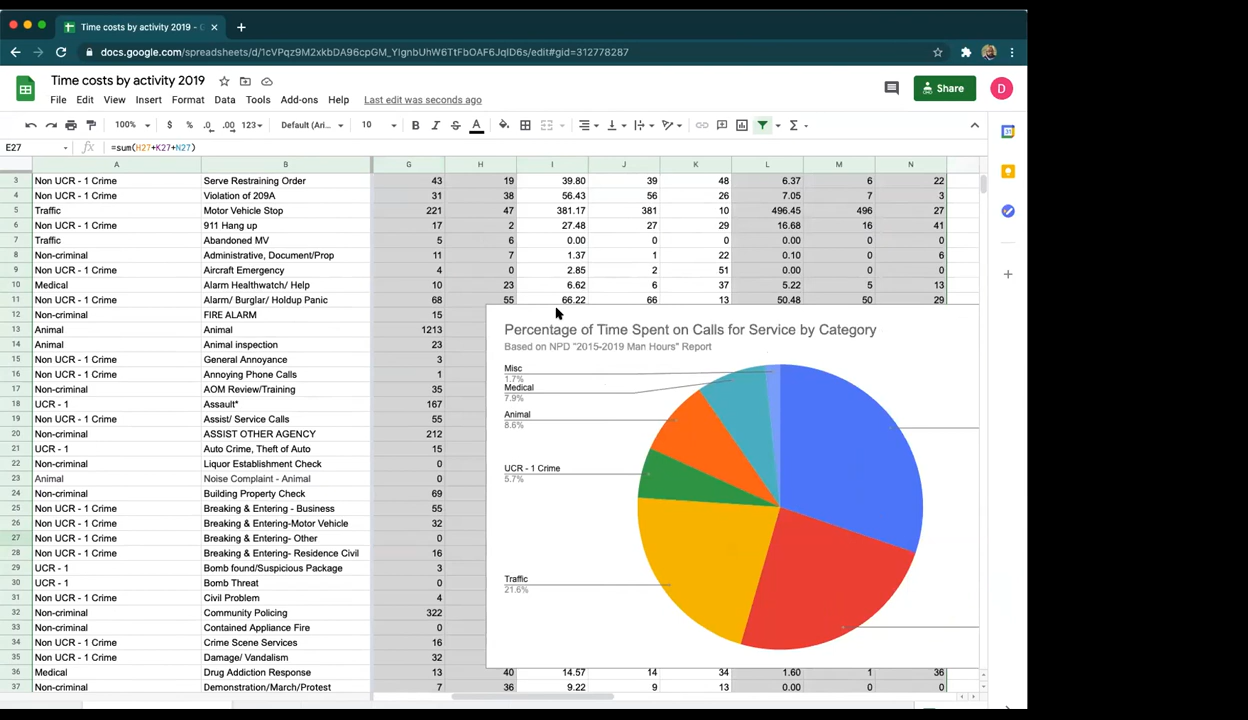 Time costs by activity 2019 - G
docs.google.com/spreadsheets/d/1cVPqz9M2xkbDA96cpGM_YIgnbUhW6TtFbOAF6JqID6s/edit#gid=312778287
Time costs by activity 2019
File Edit View Insert Format Data Tools Add-ons Help Last edit was seconds ago
Share D
100% $ % .0 .00 123 Default (Ari... 10 B I S A
E27 fx =sum(H27+K27+N27)
A B G H I J K L M N
3 Non UCR - 1 Crime Serve Restraining Order 43 19 39.80 39 48 6.37 6 22
4 Non UCR - 1 Crime Violation of 209A 31 38 56.43 56 26 7.05 7 3
5 Traffic Motor Vehicle Stop 221 47 381.17 381 10 496.45 496 27
6 Non UCR - 1 Crime 911 Hang up 17 2 27.48 27 29 16.68 16 41
7 Traffic Abandoned MV 5 6 0.00 0 0 0.00 0 0
8 Non-criminal Administrative, Document/Prop 11 7 1.37 1 22 0.10 0 6
9 Non UCR - 1 Crime Aircraft Emergency 4 0 2.85 2 51 0.00 0 0
10 Medical Alarm Healthwatch/ Help 10 23 6.62 6 37 5.22 5 13
11 Non UCR - 1 Crime Alarm/ Burglar/ Holdup Panic 68 55 66.22 66 13 50.48 50 29
12 Non-criminal FIRE ALARM 15
13 Animal Animal 1213
14 Animal Animal inspection 23
15 Non UCR - 1 Crime General Annoyance 3
16 Non UCR - 1 Crime Annoying Phone Calls 1
17 Non-criminal AOM Review/Training 35
18 UCR - 1 Assault* 167
19 Non UCR - 1 Crime Assist/ Service Calls 55
20 Non-criminal ASSIST OTHER AGENCY 212
21 UCR - 1 Auto Crime, Theft of Auto 15
22 Non-criminal Liquor Establishment Check 0
23 Animal Noise Complaint - Animal 0
24 Non-criminal Building Property Check 69
25 Non UCR - 1 Crime Breaking & Entering - Business 55
26 Non UCR - 1 Crime Breaking & Entering-Motor Vehicle 32
27 Non UCR - 1 Crime Breaking & Entering- Other 0
28 Non UCR - 1 Crime Breaking & Entering- Residence Civil 16
29 UCR - 1 Bomb found/Suspicious Package 3
30 UCR - 1 Bomb Threat 0
31 Non UCR - 1 Crime Civil Problem 4
32 Non-criminal Community Policing 322
33 Non-criminal Contained Appliance Fire 0
34 Non UCR - 1 Crime Crime Scene Services 16
35 Non UCR - 1 Crime Damage/ Vandalism 32
36 Medical Drug Addiction Response 13 40 14.57 14 34 1.60 1 36
37 Non-criminal Demonstration/March/Protest 7 36 9.22 9 13 0.00 0 0
Percentage of Time Spent on Calls for Service by Category
Based on NPD "2015-2019 Man Hours" Report
Misc
1.7%
Medical
7.9%
Animal
8.6%
UCR - 1 Crime
5.7%
Traffic
21.6%